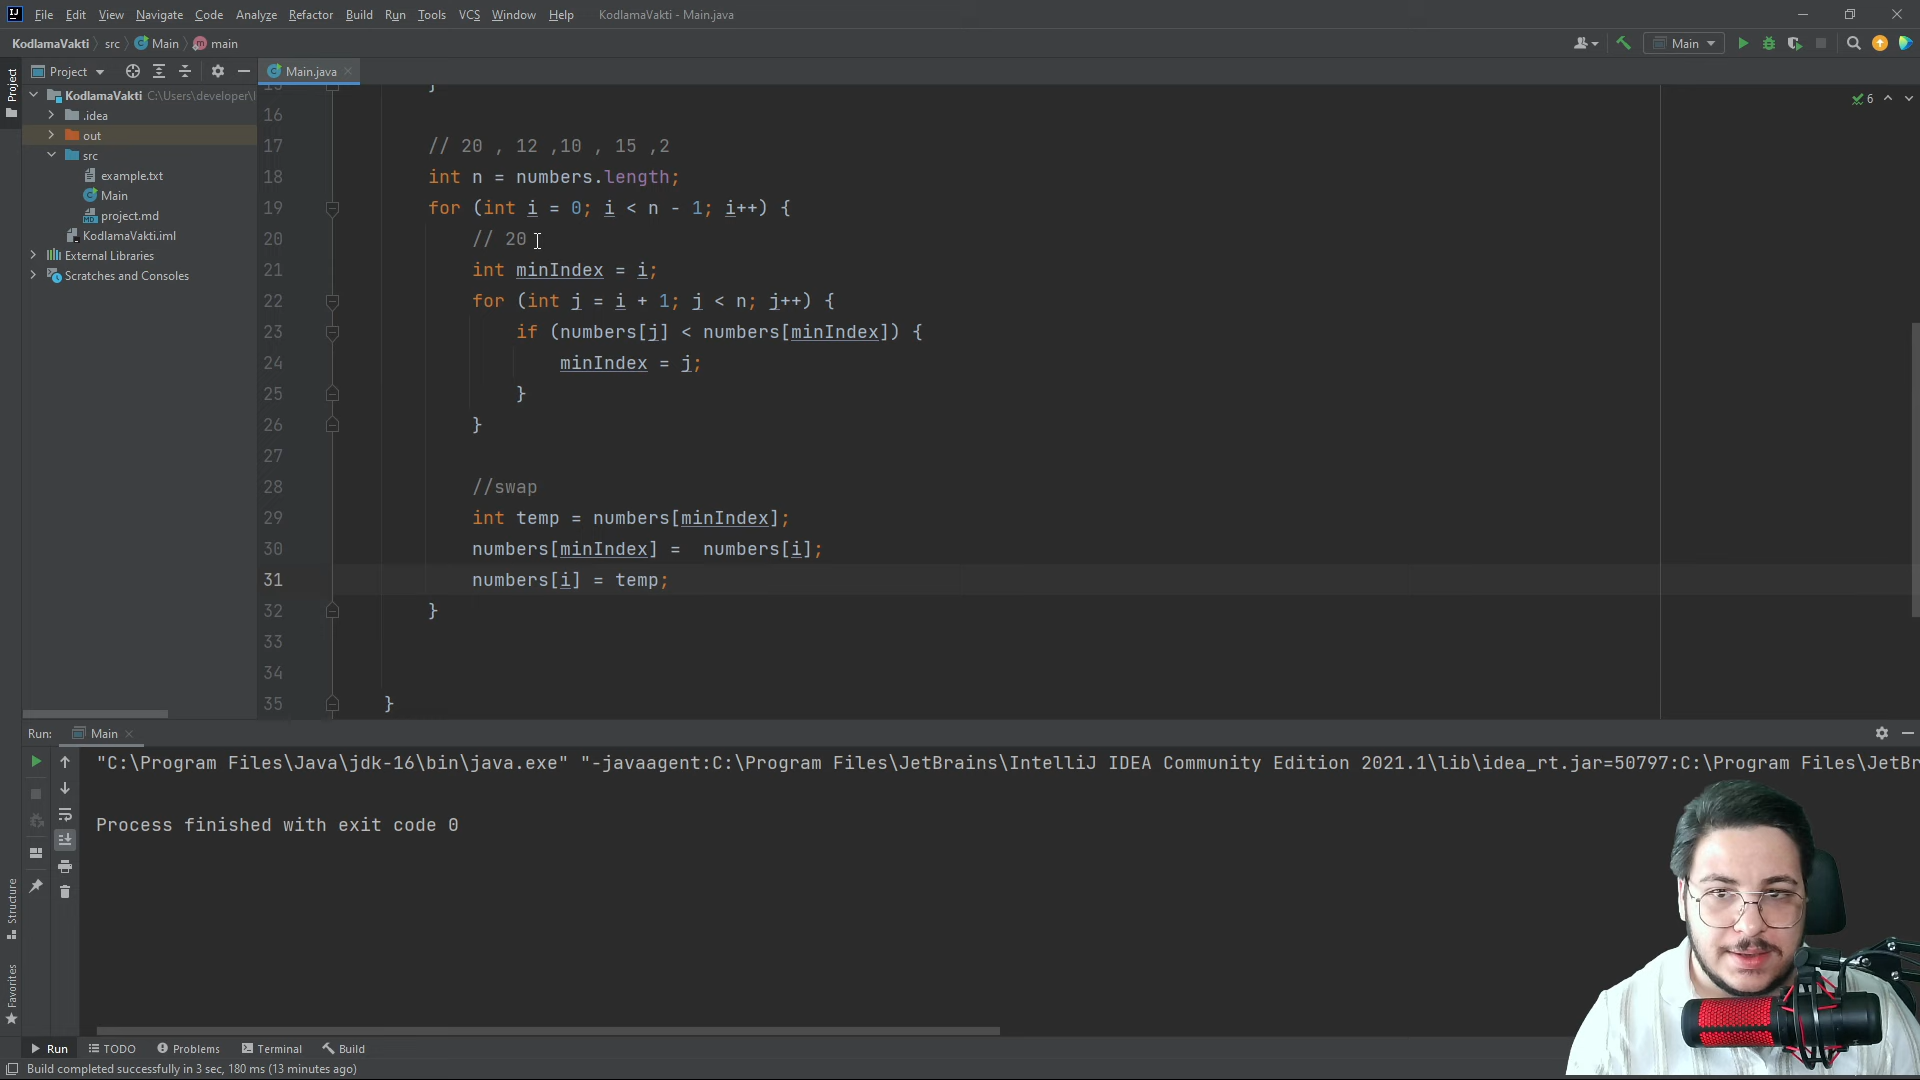 File Edit View Navigate Code Analyze Refactor Build Run Tools VCS Window Help KodlamaVakti - Main.java
KodlamaVakti src Main main
Main
Project
Main.java
Project
KodlamaVakti C:\Users\developer\I
.idea
out
src
example.txt
Main
project.md
KodlamaVakti.iml
External Libraries
Scratches and Consoles
6
16
17 // 20 , 12 ,10 , 15 ,2
18 int n = numbers.length;
19 for (int i = 0; i < n - 1; i++) {
20 // 20
21 int minIndex = i;
22 for (int j = i + 1; j < n; j++) {
23 if (numbers[j] < numbers[minIndex]) {
24 minIndex = j;
25 }
26 }
27
28 //swap
29 int temp = numbers[minIndex];
30 numbers[minIndex] =  numbers[i];
31 numbers[i] = temp;
32 }
33
34
35 }
Run: Main
"C:\Program Files\Java\jdk-16\bin\java.exe" "-javaagent:C:\Program Files\JetBrains\IntelliJ IDEA Community Edition 2021.1\lib\idea_rt.jar=50797:C:\Program Files\JetBr
Process finished with exit code 0
Structure
Favorites
Run TODO Problems Terminal Build
Build completed successfully in 3 sec, 180 ms (13 minutes ago)